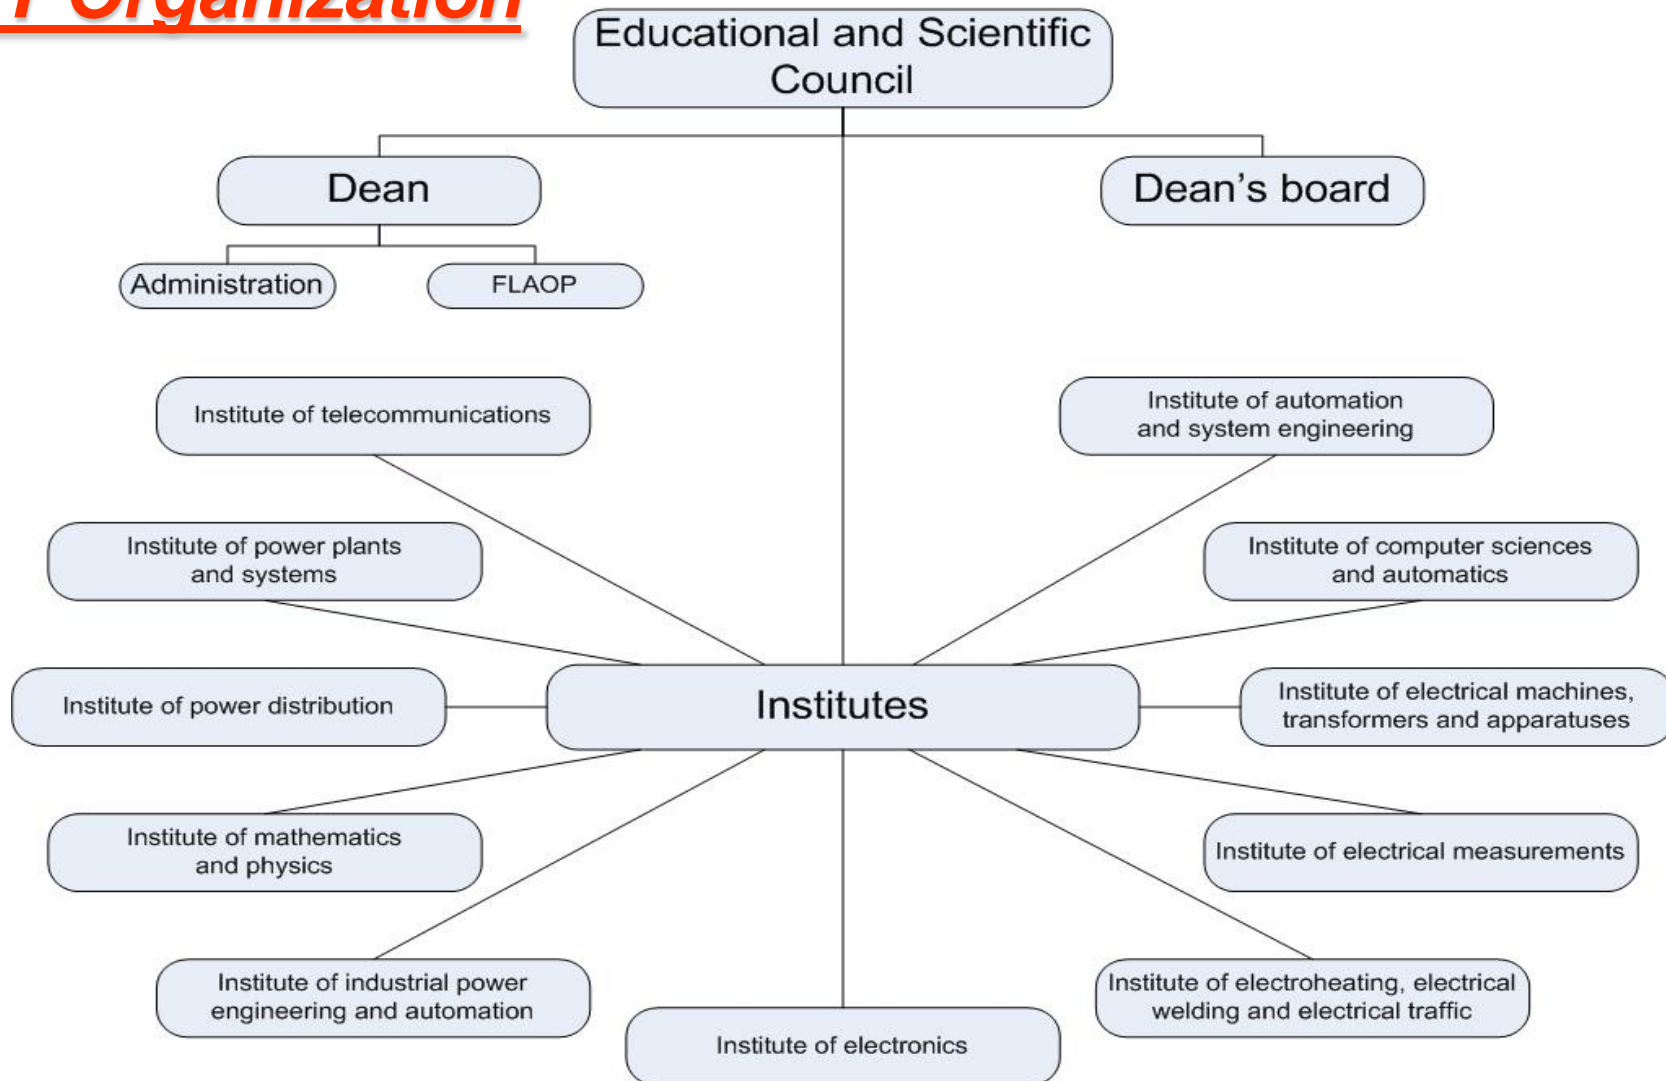 Organization
Educational and Scientific
Council
Dean
Dean's board
Administration
FLAOP
Institute of telecommunications
Institute of automation
and system engineering
Institute of power plants
and systems
Institute of computer sciences
and automatics
Institute of power distribution
Institutes
Institute of electrical machines,
transformers and apparatuses
Institute of mathematics
and physics
Institute of electrical measurements
Institute of industrial power
engineering and automation
Institute of electroheating, electrical
welding and electrical traffic
Institute of electronics